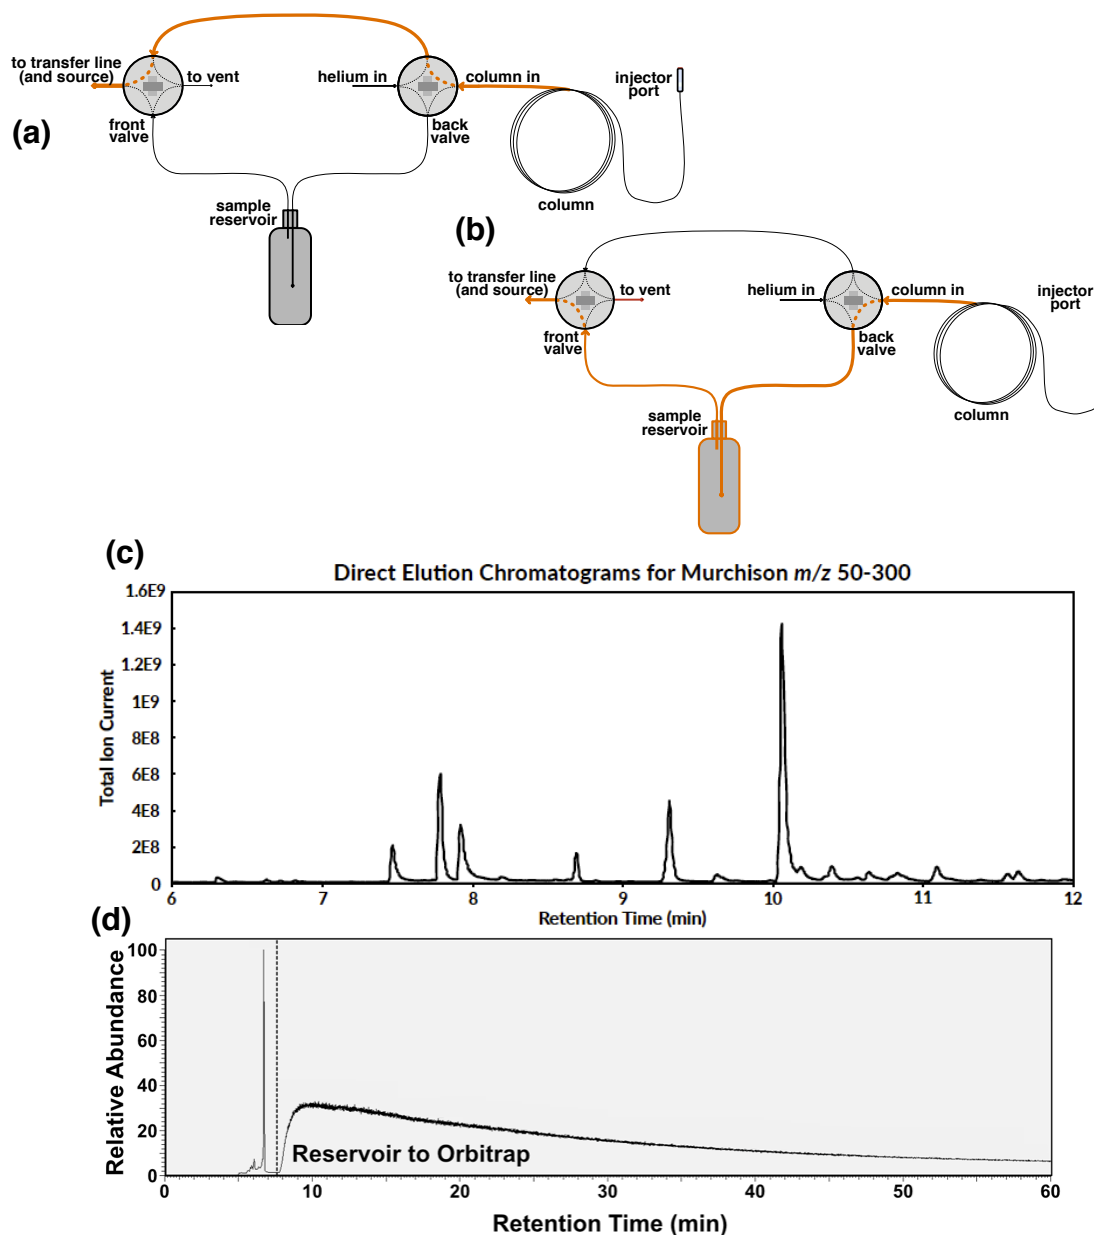 to transfer line
(and source)
to vent
helium in
column in
injector
port
(a)
front
valve
back
valve
sample
reservoir
column
(b)
to transfer line
(and source)
to vent
helium in
column in
injector
port
front
valve
back
valve
sample
reservoir
column
(c)
Direct Elution Chromatograms for Murchison m/z 50-300
Total Ion Current
1.6E9
1.4E9
1.2E9
1E9
8E8
6E8
4E8
2E8
0
6 7 8 9 10 11 12
Retention Time (min)
(d)
Relative Abundance
100
80
60
40
20
0
Reservoir to Orbitrap
0 10 20 30 40 50 60
Retention Time (min)